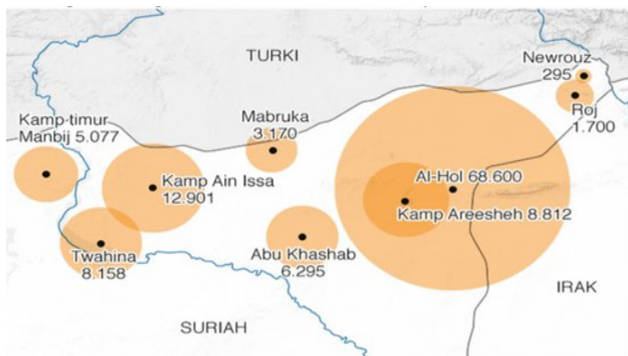 TURKI
Newrouz
295
Roj
1.700
Kamp-timur
Manbij 5.077
Mabruka
3.170
Kamp Ain Issa
12.901
Al-Hol 68.600
Kamp Areesheh 8.812
Twahina
8.158
Abu Khashab
6.295
IRAK
SURIAH